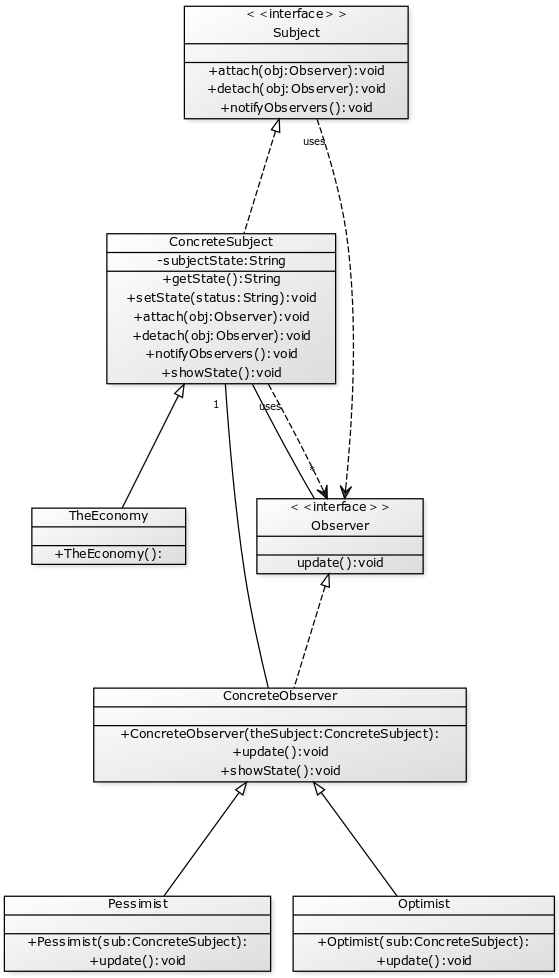 <<interface>>
Subject
+attach(obj:Observer):void
+detach(obj:Observer):void
+notifyObservers():void
uses
ConcreteSubject
-subjectState:String
+getState():String
+setState(status:String):void
+attach(obj:Observer):void
+detach(obj:Observer):void
+notifyObservers():void
+showState():void
1
uses
*
TheEconomy
+TheEconomy():
<<interface>>
Observer
update():void
ConcreteObserver
+ConcreteObserver(theSubject:ConcreteSubject):
+update():void
+showState():void
Pessimist
+Pessimist(sub:ConcreteSubject):
+update():void
Optimist
+Optimist(sub:ConcreteSubject):
+update():void